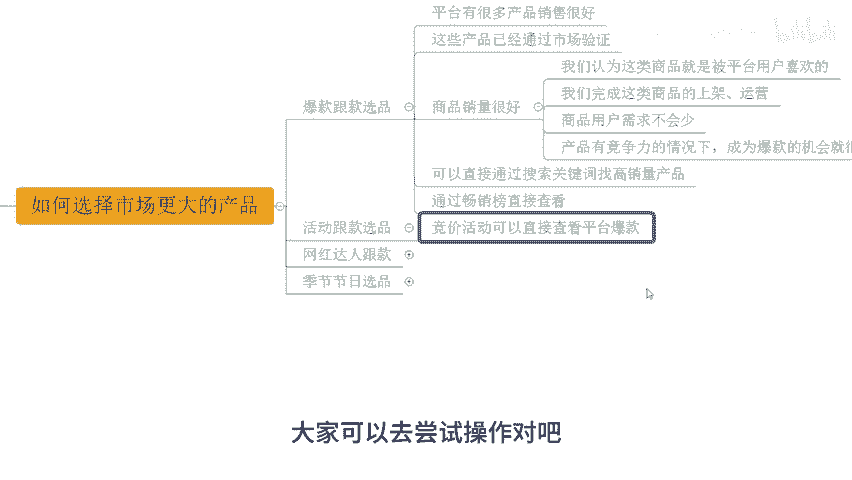 平台有很多产品销售很好
这些产品已经通过市场验证
我们认为这类商品就是被平台用户喜欢的
我们完成这类商品的上架、运营
爆款跟款选品
商品销量很好
商品用户需求不会少
产品有竞争力的情况下，成为爆款的机会就很
可以直接通过搜索关键词找高销量产品
如何选择市场更大的产品
通过畅销榜直接查看
活动跟款选品
竞价活动可以直接查看平台爆款
网红达人跟款
季节节日选品
大家可以去尝试操作对吧